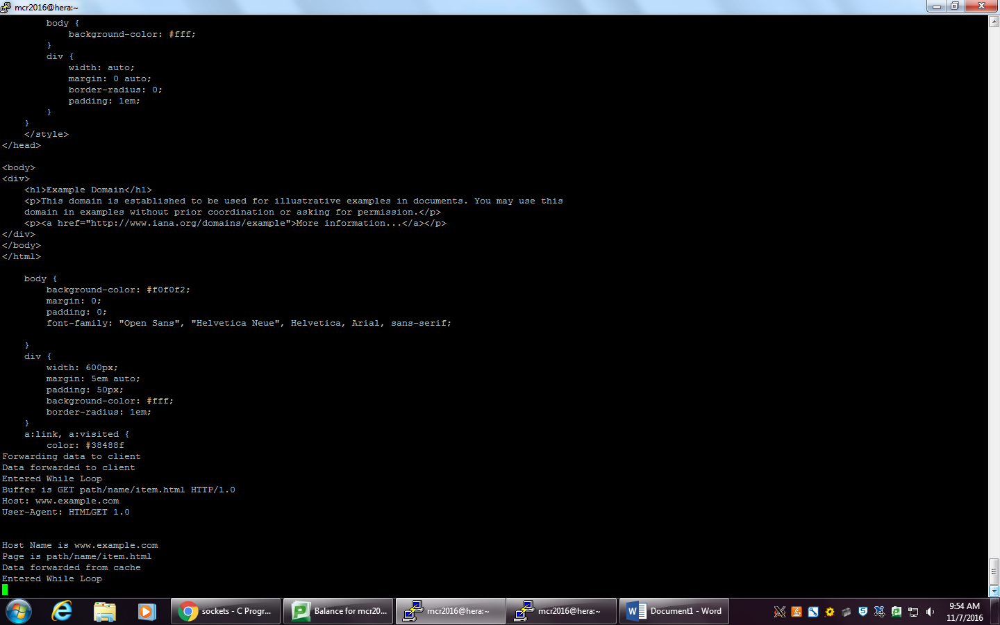 mcr2016@hera:~
        body {
            background-color: #fff;
        }
        div {
            width: auto;
            margin: 0 auto;
            border-radius: 0;
            padding: 1em;
        }
    }
    </style>
</head>

<body>
<div>
    <h1>Example Domain</h1>
    <p>This domain is established to be used for illustrative examples in documents. You may use this
    domain in examples without prior coordination or asking for permission.</p>
    <p><a href="http://www.iana.org/domains/example">More information...</a></p>
</div>
</body>
</html>

    body {
        background-color: #f0f0f2;
        margin: 0;
        padding: 0;
        font-family: "Open Sans", "Helvetica Neue", Helvetica, Arial, sans-serif;

    }
    div {
        width: 600px;
        margin: 5em auto;
        padding: 50px;
        background-color: #fff;
        border-radius: 1em;
    }
    a:link, a:visited {
        color: #38488f
Forwarding data to client
Data forwarded to client
Entered While Loop
Buffer is GET path/name/item.html HTTP/1.0
Host: www.example.com
User-Agent: HTMLGET 1.0


Host Name is www.example.com
Page is path/name/item.html
Data forwarded from cache
Entered While Loop
sockets - C Progr...
Balance for mcr20...
mcr2016@hera:~
mcr2016@hera:~
Document1 - Word
9:54 AM
11/7/2016